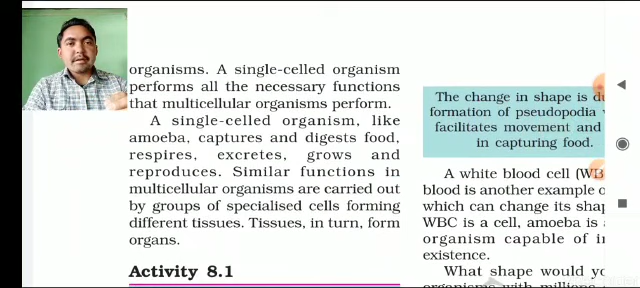 organisms. A single-celled organism
performs all the necessary functions
that multicellular organisms perform.
A single-celled organism, like
amoeba, captures and digests food,
respires, excretes, grows and
reproduces. Similar functions in
multicellular organisms are carried out
by groups of specialised cells forming
different tissues. Tissues, in turn, form
organs.
Activity 8.1
The change in shape is
formation of pseudopodia
facilitates movement and
in capturing food.
A white blood cell
blood is another example
which can change its
WBC is a cell, amoeba is
organism capable of
existence.
What shape would
organisms with millions